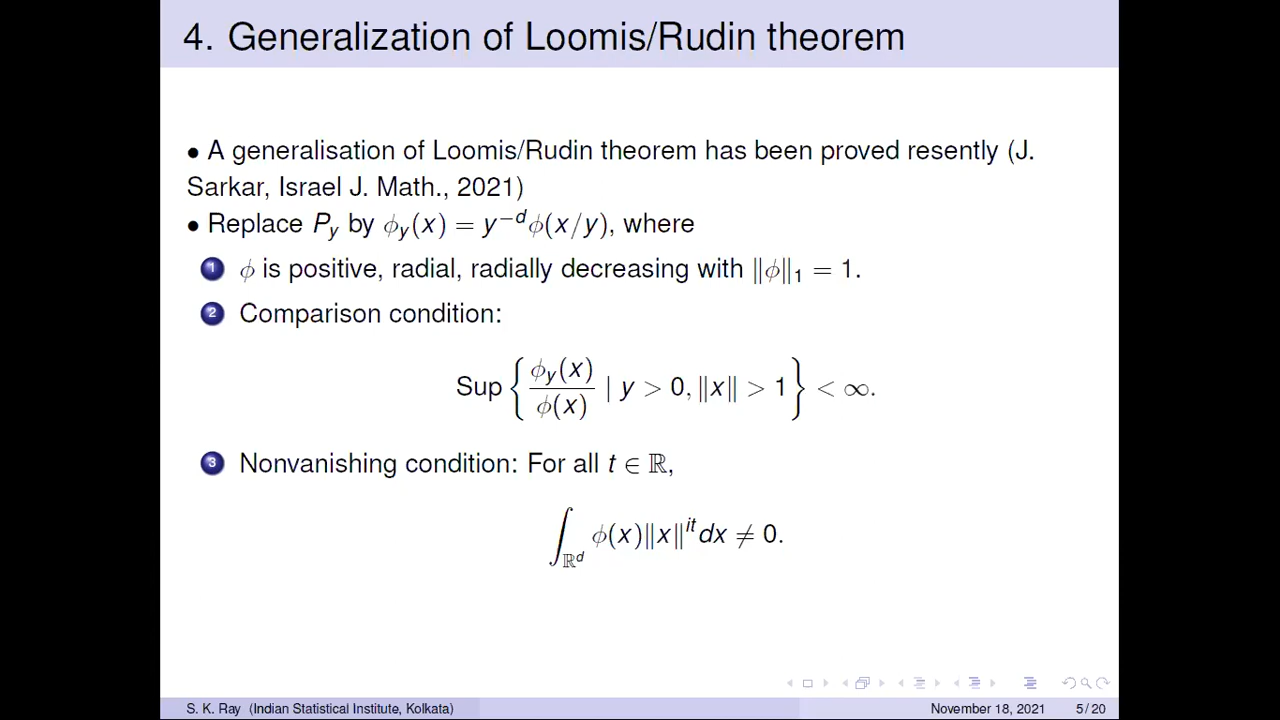 4. Generalization of Loomis/Rudin theorem
• A generalisation of Loomis/Rudin theorem has been proved resently (J.
Sarkar, Israel J. Math., 2021)
• Replace P_y by ϕ_y(x) = y^{-d}ϕ(x/y), where
1 ϕ is positive, radial, radially decreasing with ‖ϕ‖_1 = 1.
2 Comparison condition:
Sup { ϕ_y(x)/ϕ(x) | y > 0, ‖x‖ > 1 } < ∞.
3 Nonvanishing condition: For all t ∈ ℝ,
∫_{ℝ^d} ϕ(x)‖x‖^{it} dx ≠ 0.
S. K. Ray (Indian Statistical Institute, Kolkata) November 18, 2021 5/20